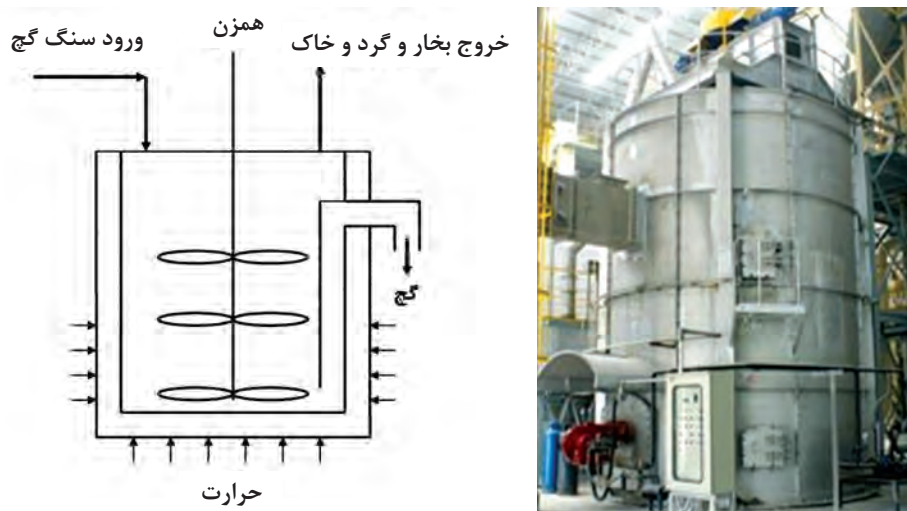 ورود سنگ گچ
همزن
خروج بخار و گرد و خاک
گچ
حرارت